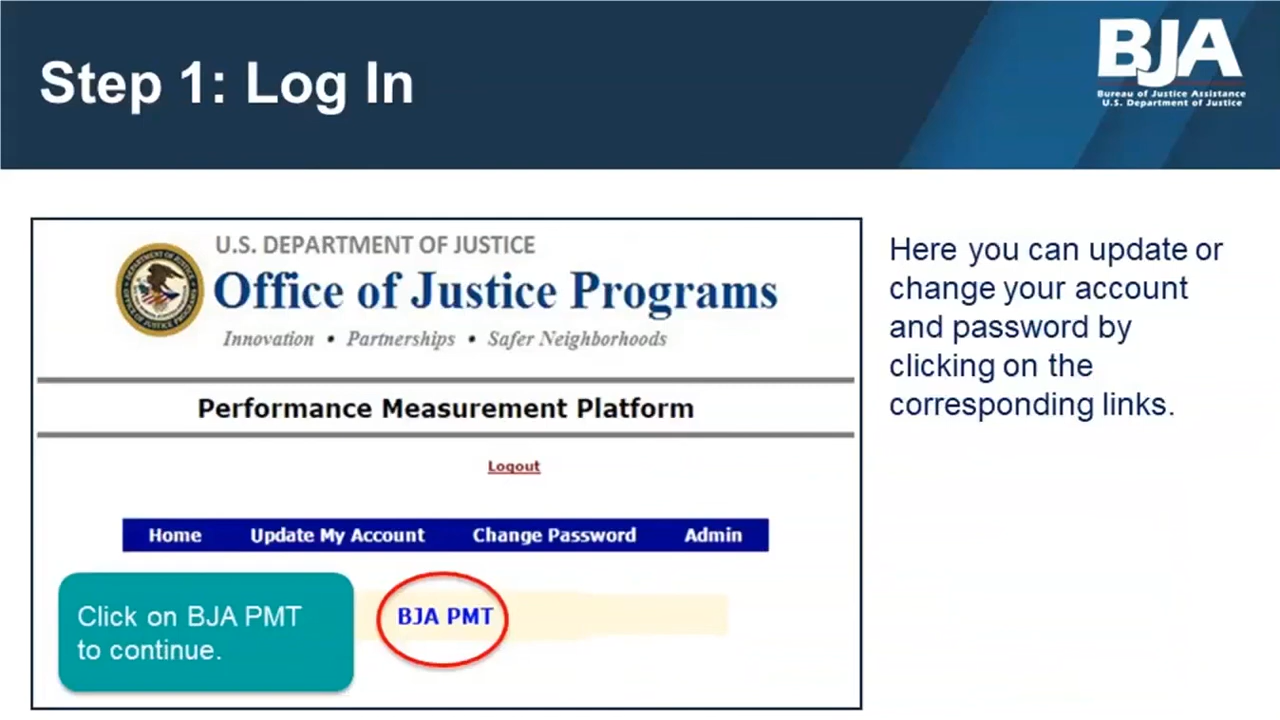 Step 1: Log In
BJA
Bureau of Justice Assistance
U.S. Department of Justice
U.S. DEPARTMENT OF JUSTICE
Office of Justice Programs
Innovation • Partnerships • Safer Neighborhoods
Performance Measurement Platform
Logout
Home Update My Account Change Password Admin
Click on BJA PMT
to continue.
BJA PMT
Here you can update or
change your account
and password by
clicking on the
corresponding links.